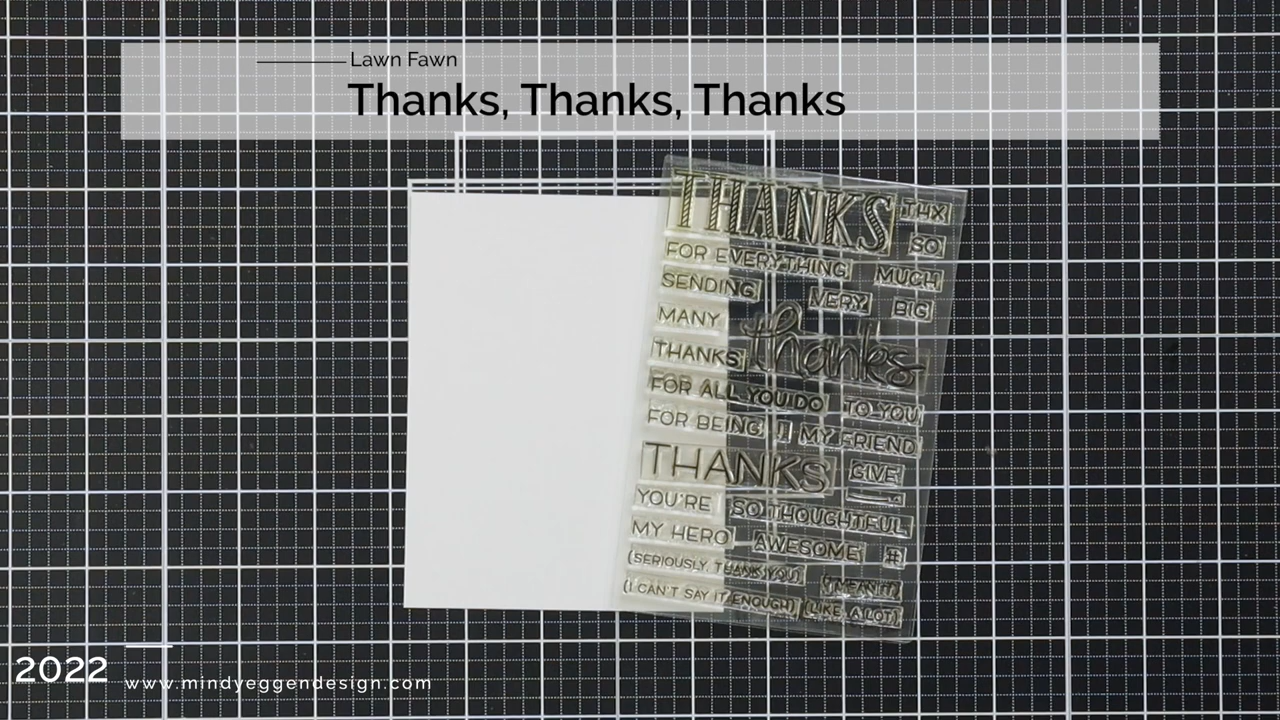 Lawn Fawn
Thanks, Thanks, Thanks
THANKS THX
SO
FOR EVERYTHING MUCH
SENDING VERY BIG
MANY thanks
THANKS
FOR ALL YOU DO TO YOU
FOR BEING MY FRIEND
THANKS GIVE
YOU'RE SO THOUGHTFUL
MY HERO AWESOME #
(SERIOUSLY, THANK YOU) (I MEAN IT)
(I CAN'T SAY IT ENOUGH) (LIKE, A LOT)
2022 www.mindyeggendesign.com